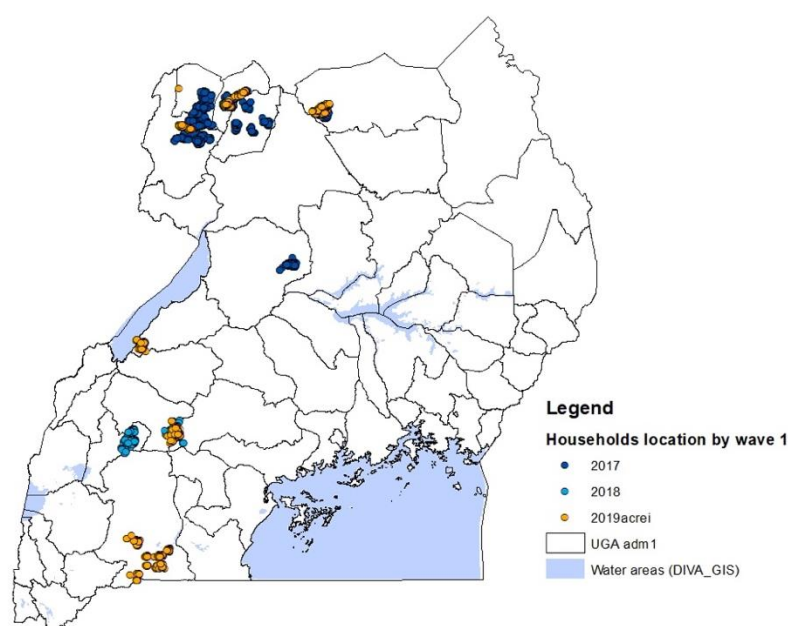 Legend
Households location by wave 1
2017
2018
2019acrei
UGA adm1
Water areas (DIVA_GIS)